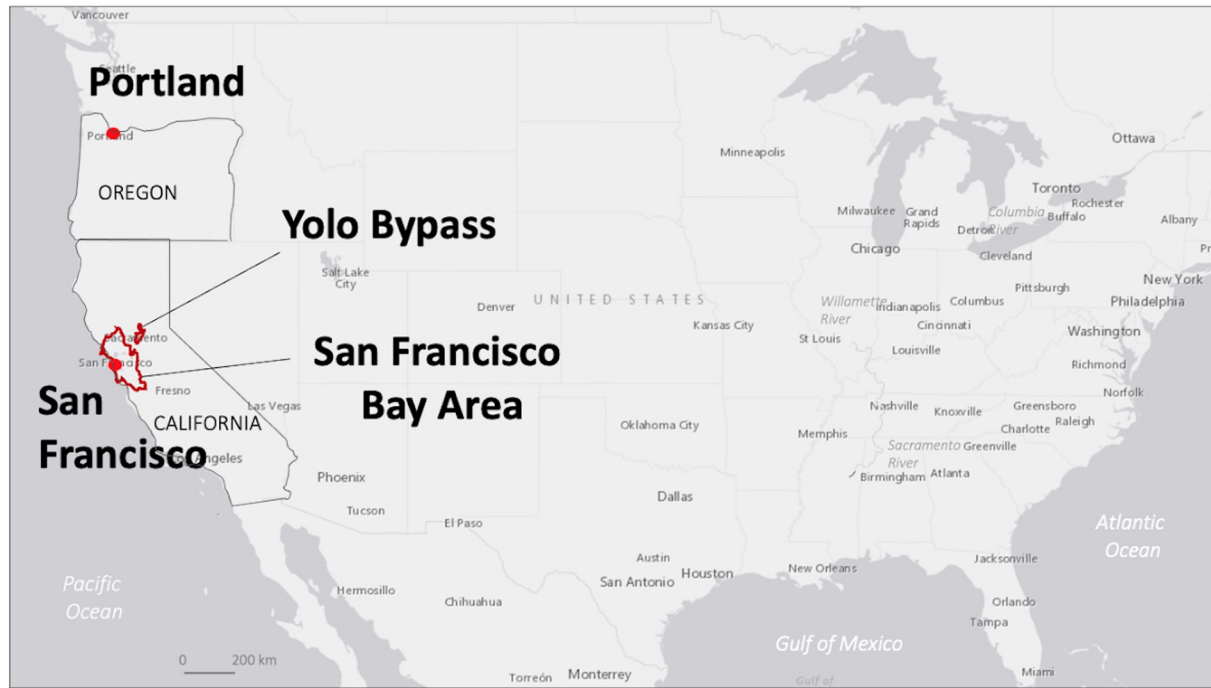 Vancouver
Seattle
Portland
Portland
OREGON
Yolo Bypass
Sacramento
San Francisco
San Francisco
Bay Area
San
Francisco
Fresno
CALIFORNIA
Los Angeles
Las Vegas
Salt Lake
City
Denver
UNITED STATES
Phoenix
Tucson
El Paso
Hermosillo
Chihuahua
Torreón
Monterrey
Minneapolis
Milwaukee
Grand
Rapids
Chicago
Detroit
Columbia
River
Ottawa
Toronto
Rochester
Buffalo
Albany
Pr
Cleveland
New York
Pittsburgh
Philadelphia
Willamette
River
Indianapolis
Columbus
Kansas City
Cincinnati
Washington
St Louis
Louisville
Richmond
Norfolk
Nashville
Knoxville
Greensboro
Raleigh
Charlotte
Oklahoma City
Memphis
Sacramento
River
Greenville
Birmingham
Atlanta
Dallas
Austin
San Antonio
Houston
New Orleans
Jacksonville
Orlando
Tampa
Miami
Atlantic
Ocean
Pacific
Ocean
Gulf of Mexico
Gulf of
0 200 km